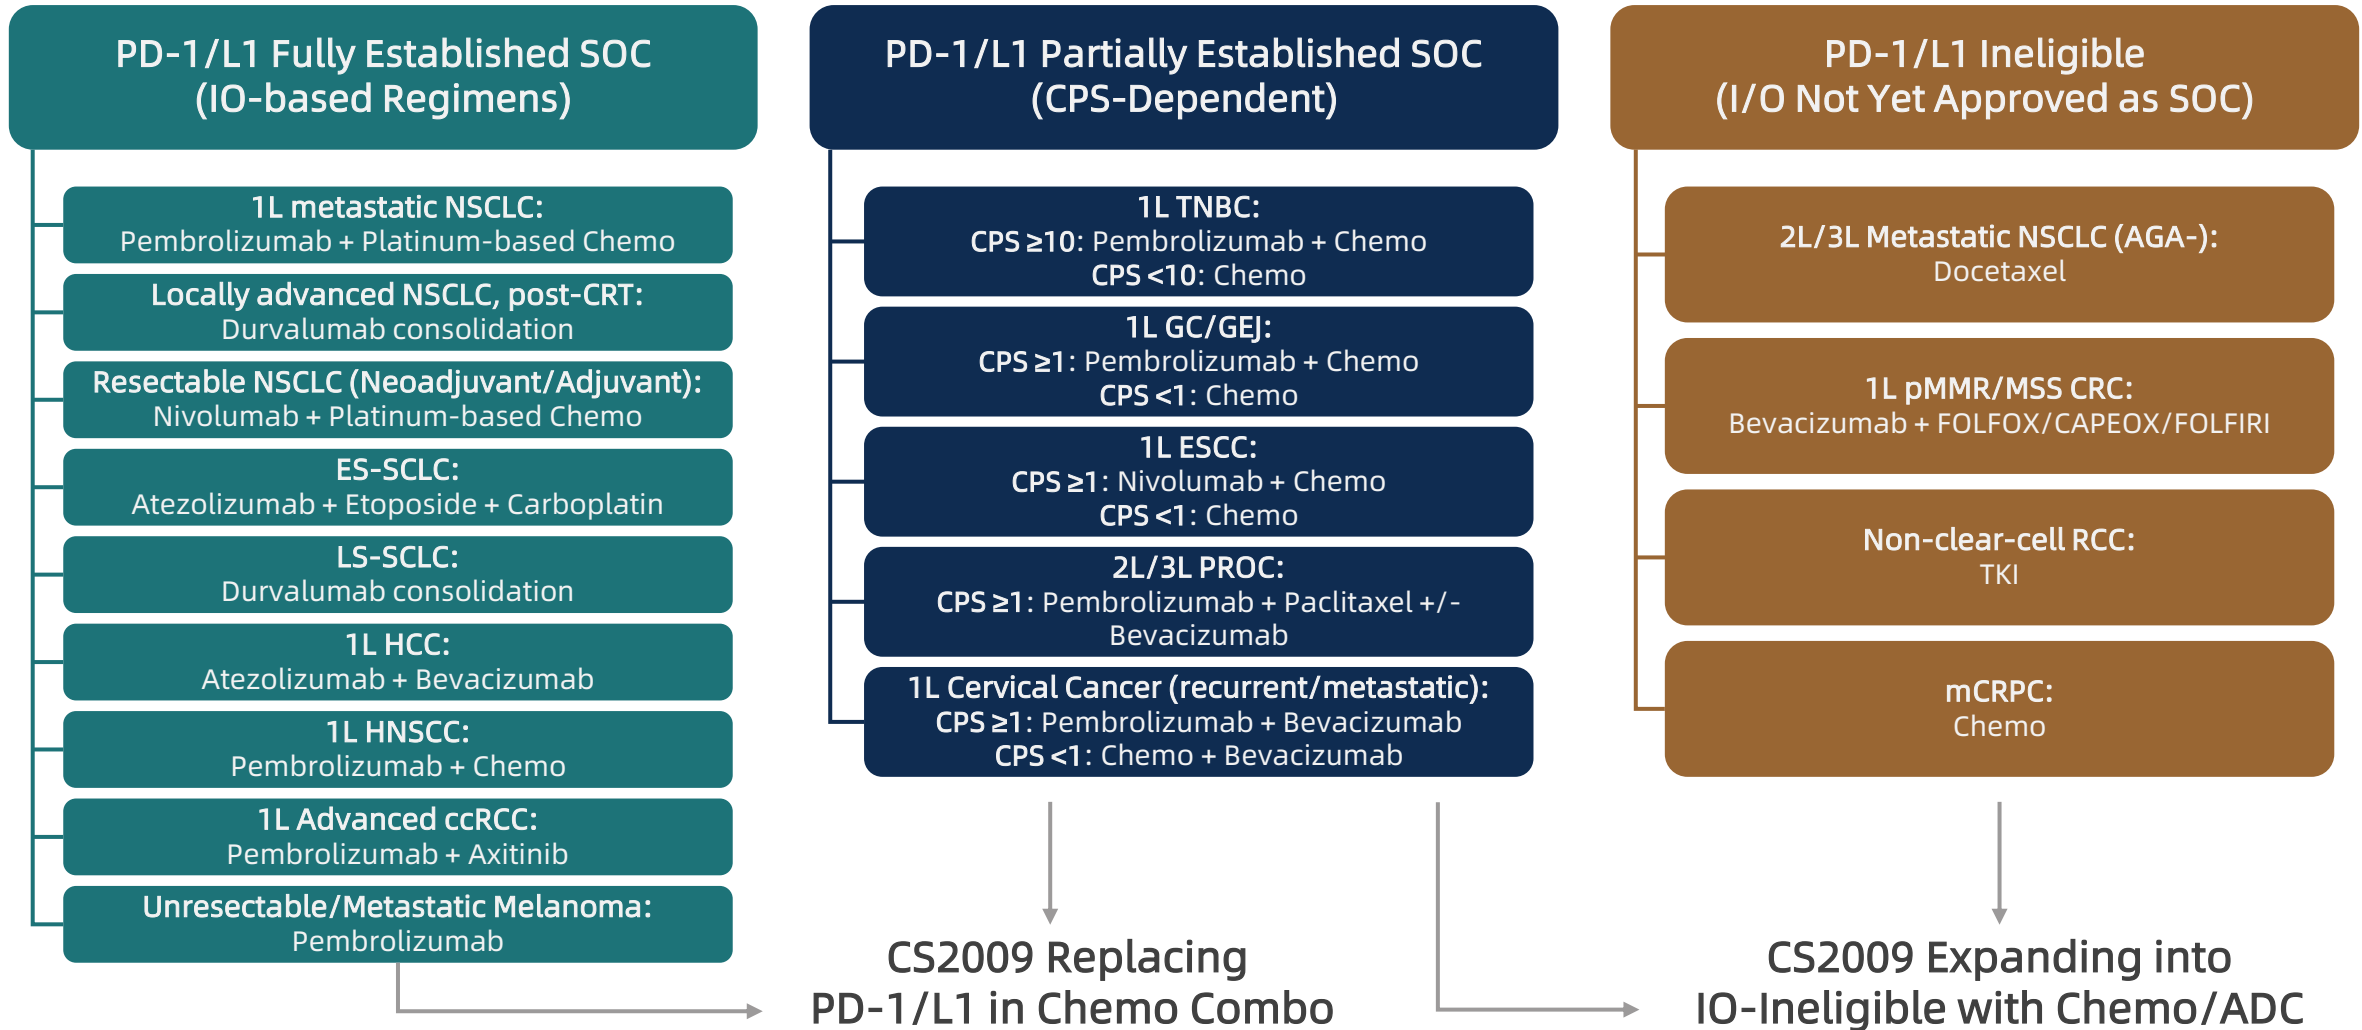 PD-1/L1 Fully Established SOC
(IO-based Regimens)
1L metastatic NSCLC:
Pembrolizumab + Platinum-based Chemo
Locally advanced NSCLC, post-CRT:
Durvalumab consolidation
Resectable NSCLC (Neoadjuvant/Adjuvant):
Nivolumab + Platinum-based Chemo
ES-SCLC:
Atezolizumab + Etoposide + Carboplatin
LS-SCLC:
Durvalumab consolidation
1L HCC:
Atezolizumab + Bevacizumab
1L HNSCC:
Pembrolizumab + Chemo
1L Advanced ccRCC:
Pembrolizumab + Axitinib
Unresectable/Metastatic Melanoma:
Pembrolizumab
PD-1/L1 Partially Established SOC
(CPS-Dependent)
1L TNBC:
CPS ≥10: Pembrolizumab + Chemo
CPS <10: Chemo
1L GC/GEJ:
CPS ≥1: Pembrolizumab + Chemo
CPS <1: Chemo
1L ESCC:
CPS ≥1: Nivolumab + Chemo
CPS <1: Chemo
2L/3L PROC:
CPS ≥1: Pembrolizumab + Paclitaxel +/-
Bevacizumab
1L Cervical Cancer (recurrent/metastatic):
CPS ≥1: Pembrolizumab + Bevacizumab
CPS <1: Chemo + Bevacizumab
PD-1/L1 Ineligible
(I/O Not Yet Approved as SOC)
2L/3L Metastatic NSCLC (AGA-):
Docetaxel
1L pMMR/MSS CRC:
Bevacizumab + FOLFOX/CAPEOX/FOLFIRI
Non-clear-cell RCC:
TKI
mCRPC:
Chemo
CS2009 Replacing
PD-1/L1 in Chemo Combo
CS2009 Expanding into
IO-Ineligible with Chemo/ADC